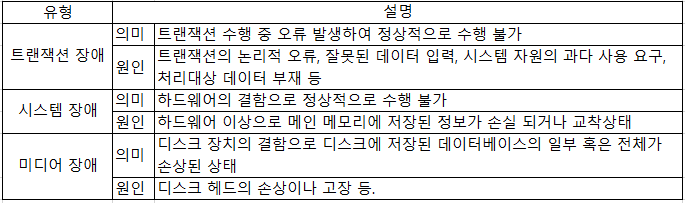 유형 설명
트랜잭션 장애 의미 트랜잭션 수행 중 오류 발생하여 정상적으로 수행 불가
원인 트랜잭션의 논리적 오류, 잘못된 데이터 입력, 시스템 자원의 과다 사용 요구,
처리대상 데이터 부재 등
시스템 장애 의미 하드웨어의 결함으로 정상적으로 수행 불가
원인 하드웨어 이상으로 메인 메모리에 저장된 정보가 손실 되거나 교착상태
미디어 장애 의미 디스크 장치의 결함으로 디스크에 저장된 데이터베이스의 일부 혹은 전체가
손상된 상태
원인 디스크 헤드의 손상이나 고장 등.